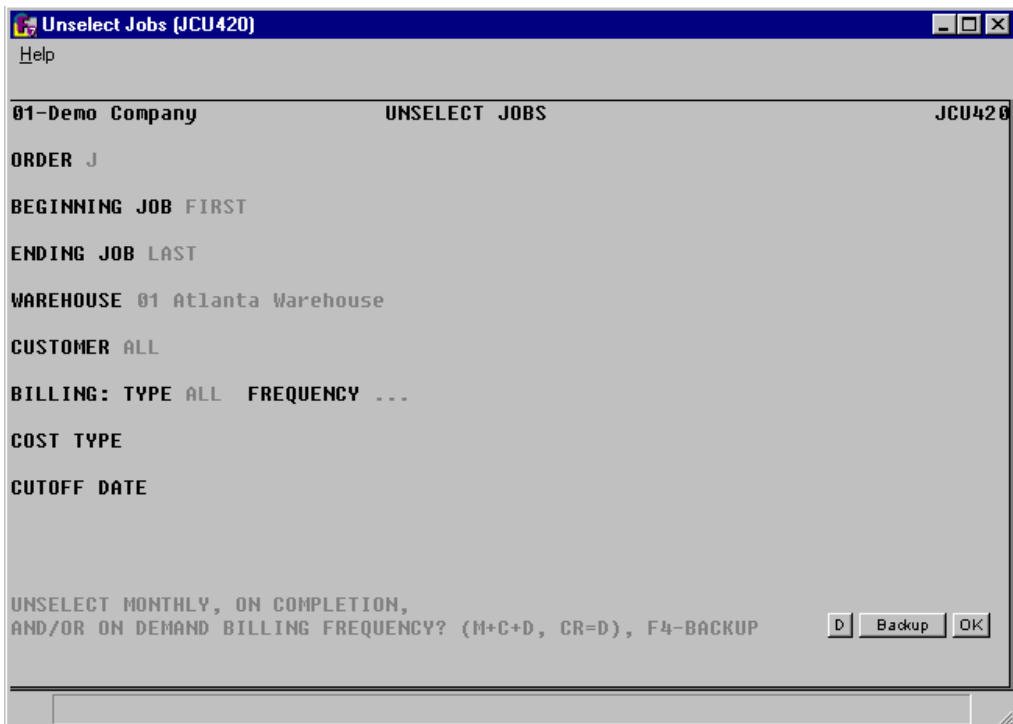 Unselect Jobs (JCU420)
Help
01-Demo Company UNSELECT JOBS JCU420
ORDER J
BEGINNING JOB FIRST
ENDING JOB LAST
WAREHOUSE 01 Atlanta Warehouse
CUSTOMER ALL
BILLING: TYPE ALL FREQUENCY ...
COST TYPE
CUTOFF DATE
UNSELECT MONTHLY, ON COMPLETION,
AND/OR ON DEMAND BILLING FREQUENCY? (M+C+D, CR=D), F4-BACKUP D Backup OK